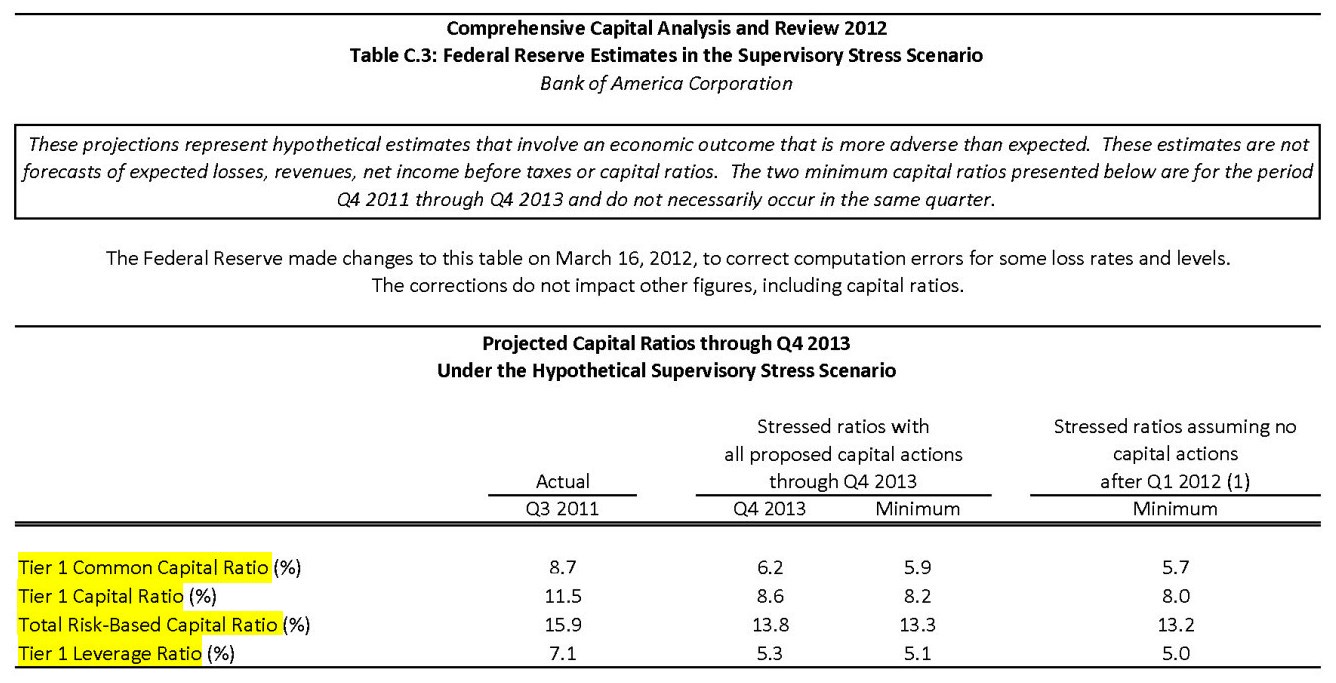 Comprehensive Capital Analysis and Review 2012
Table C.3: Federal Reserve Estimates in the Supervisory Stress Scenario
Bank of America Corporation
These projections represent hypothetical estimates that involve an economic outcome that is more adverse than expected. These estimates are not
forecasts of expected losses, revenues, net income before taxes or capital ratios. The two minimum capital ratios presented below are for the period
Q4 2011 through Q4 2013 and do not necessarily occur in the same quarter.
The Federal Reserve made changes to this table on March 16, 2012, to correct computation errors for some loss rates and levels.
The corrections do not impact other figures, including capital ratios.
Projected Capital Ratios through Q4 2013
Under the Hypothetical Supervisory Stress Scenario
Stressed ratios with Stressed ratios assuming no
all proposed capital actions capital actions
Actual through Q4 2013 after Q1 2012 (1)
Q3 2011 Q4 2013 Minimum Minimum
Tier 1 Common Capital Ratio (%) 8.7 6.2 5.9 5.7
Tier 1 Capital Ratio (%) 11.5 8.6 8.2 8.0
Total Risk-Based Capital Ratio (%) 15.9 13.8 13.3 13.2
Tier 1 Leverage Ratio (%) 7.1 5.3 5.1 5.0